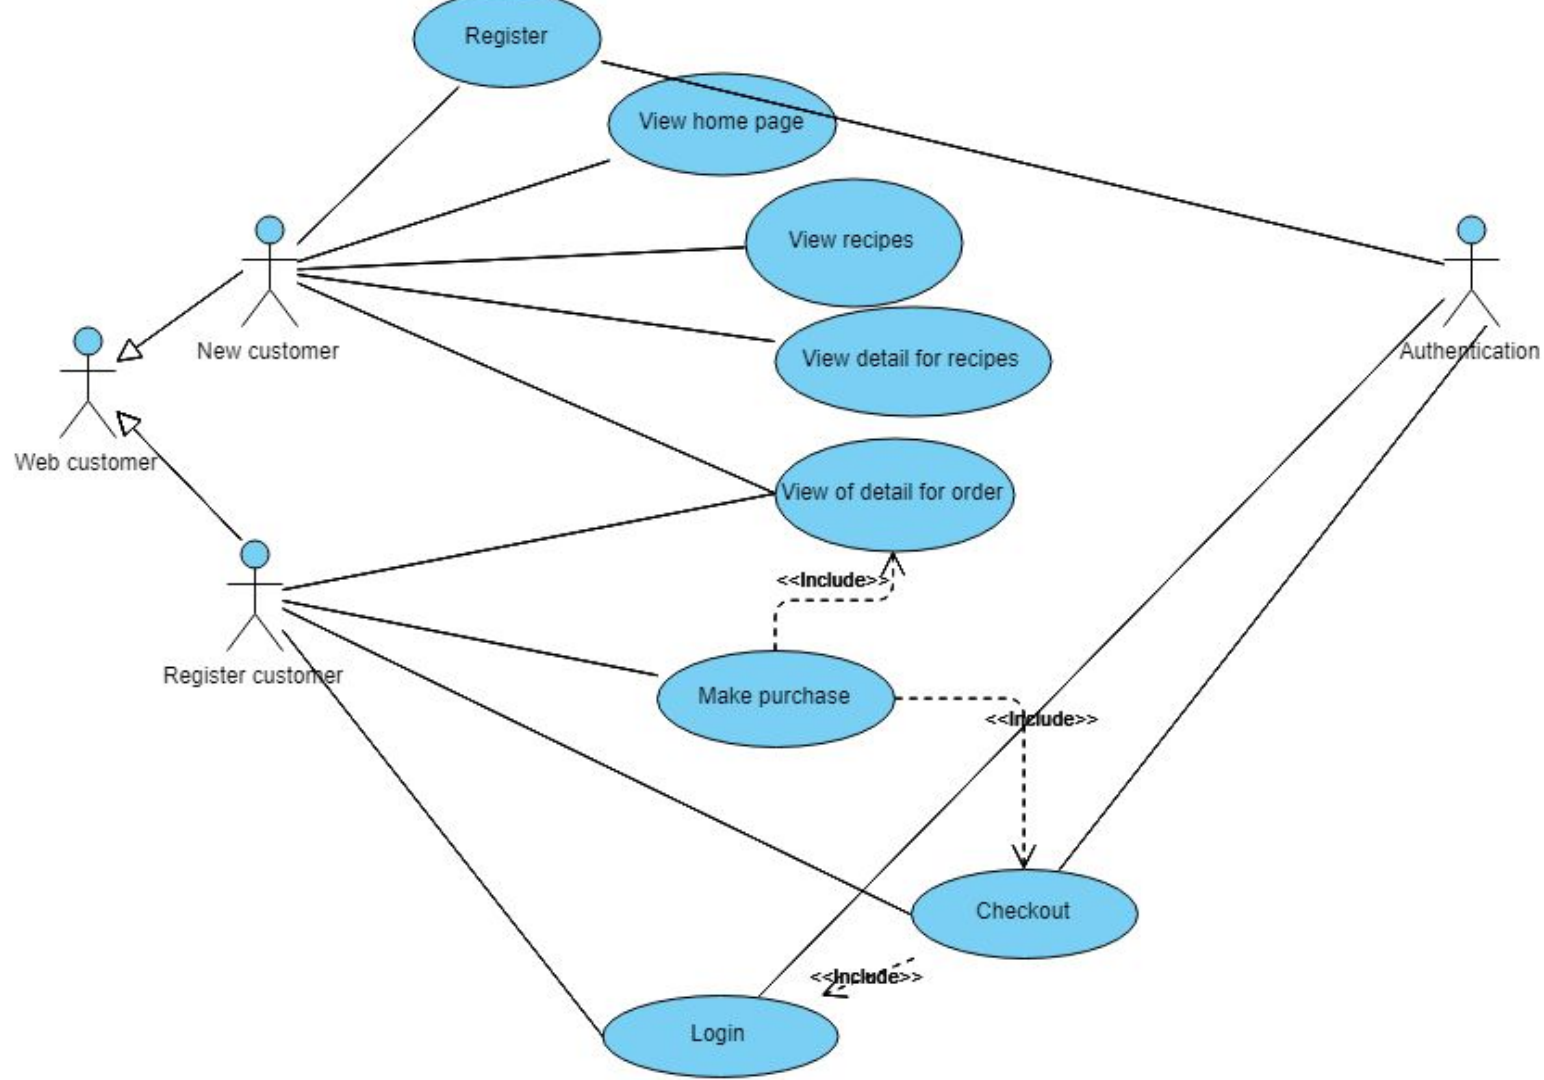 Register
View home page
View recipes
New customer
Authentication
View detail for recipes
Web customer
View of detail for order
<<Include>>
Register customer
Make purchase
<<Include>>
Checkout
<<Include>>
Login